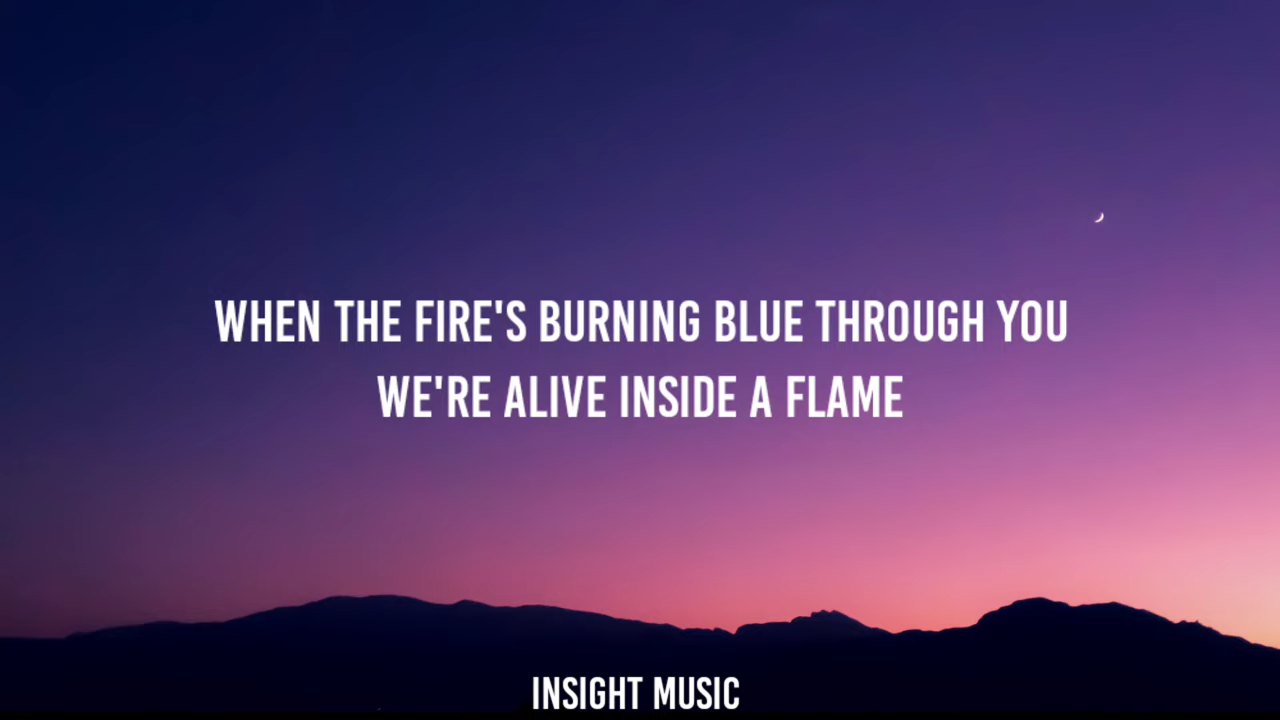 WHEN THE FIRE'S BURNING BLUE THROUGH YOU
WE'RE ALIVE INSIDE A FLAME
INSIGHT MUSIC